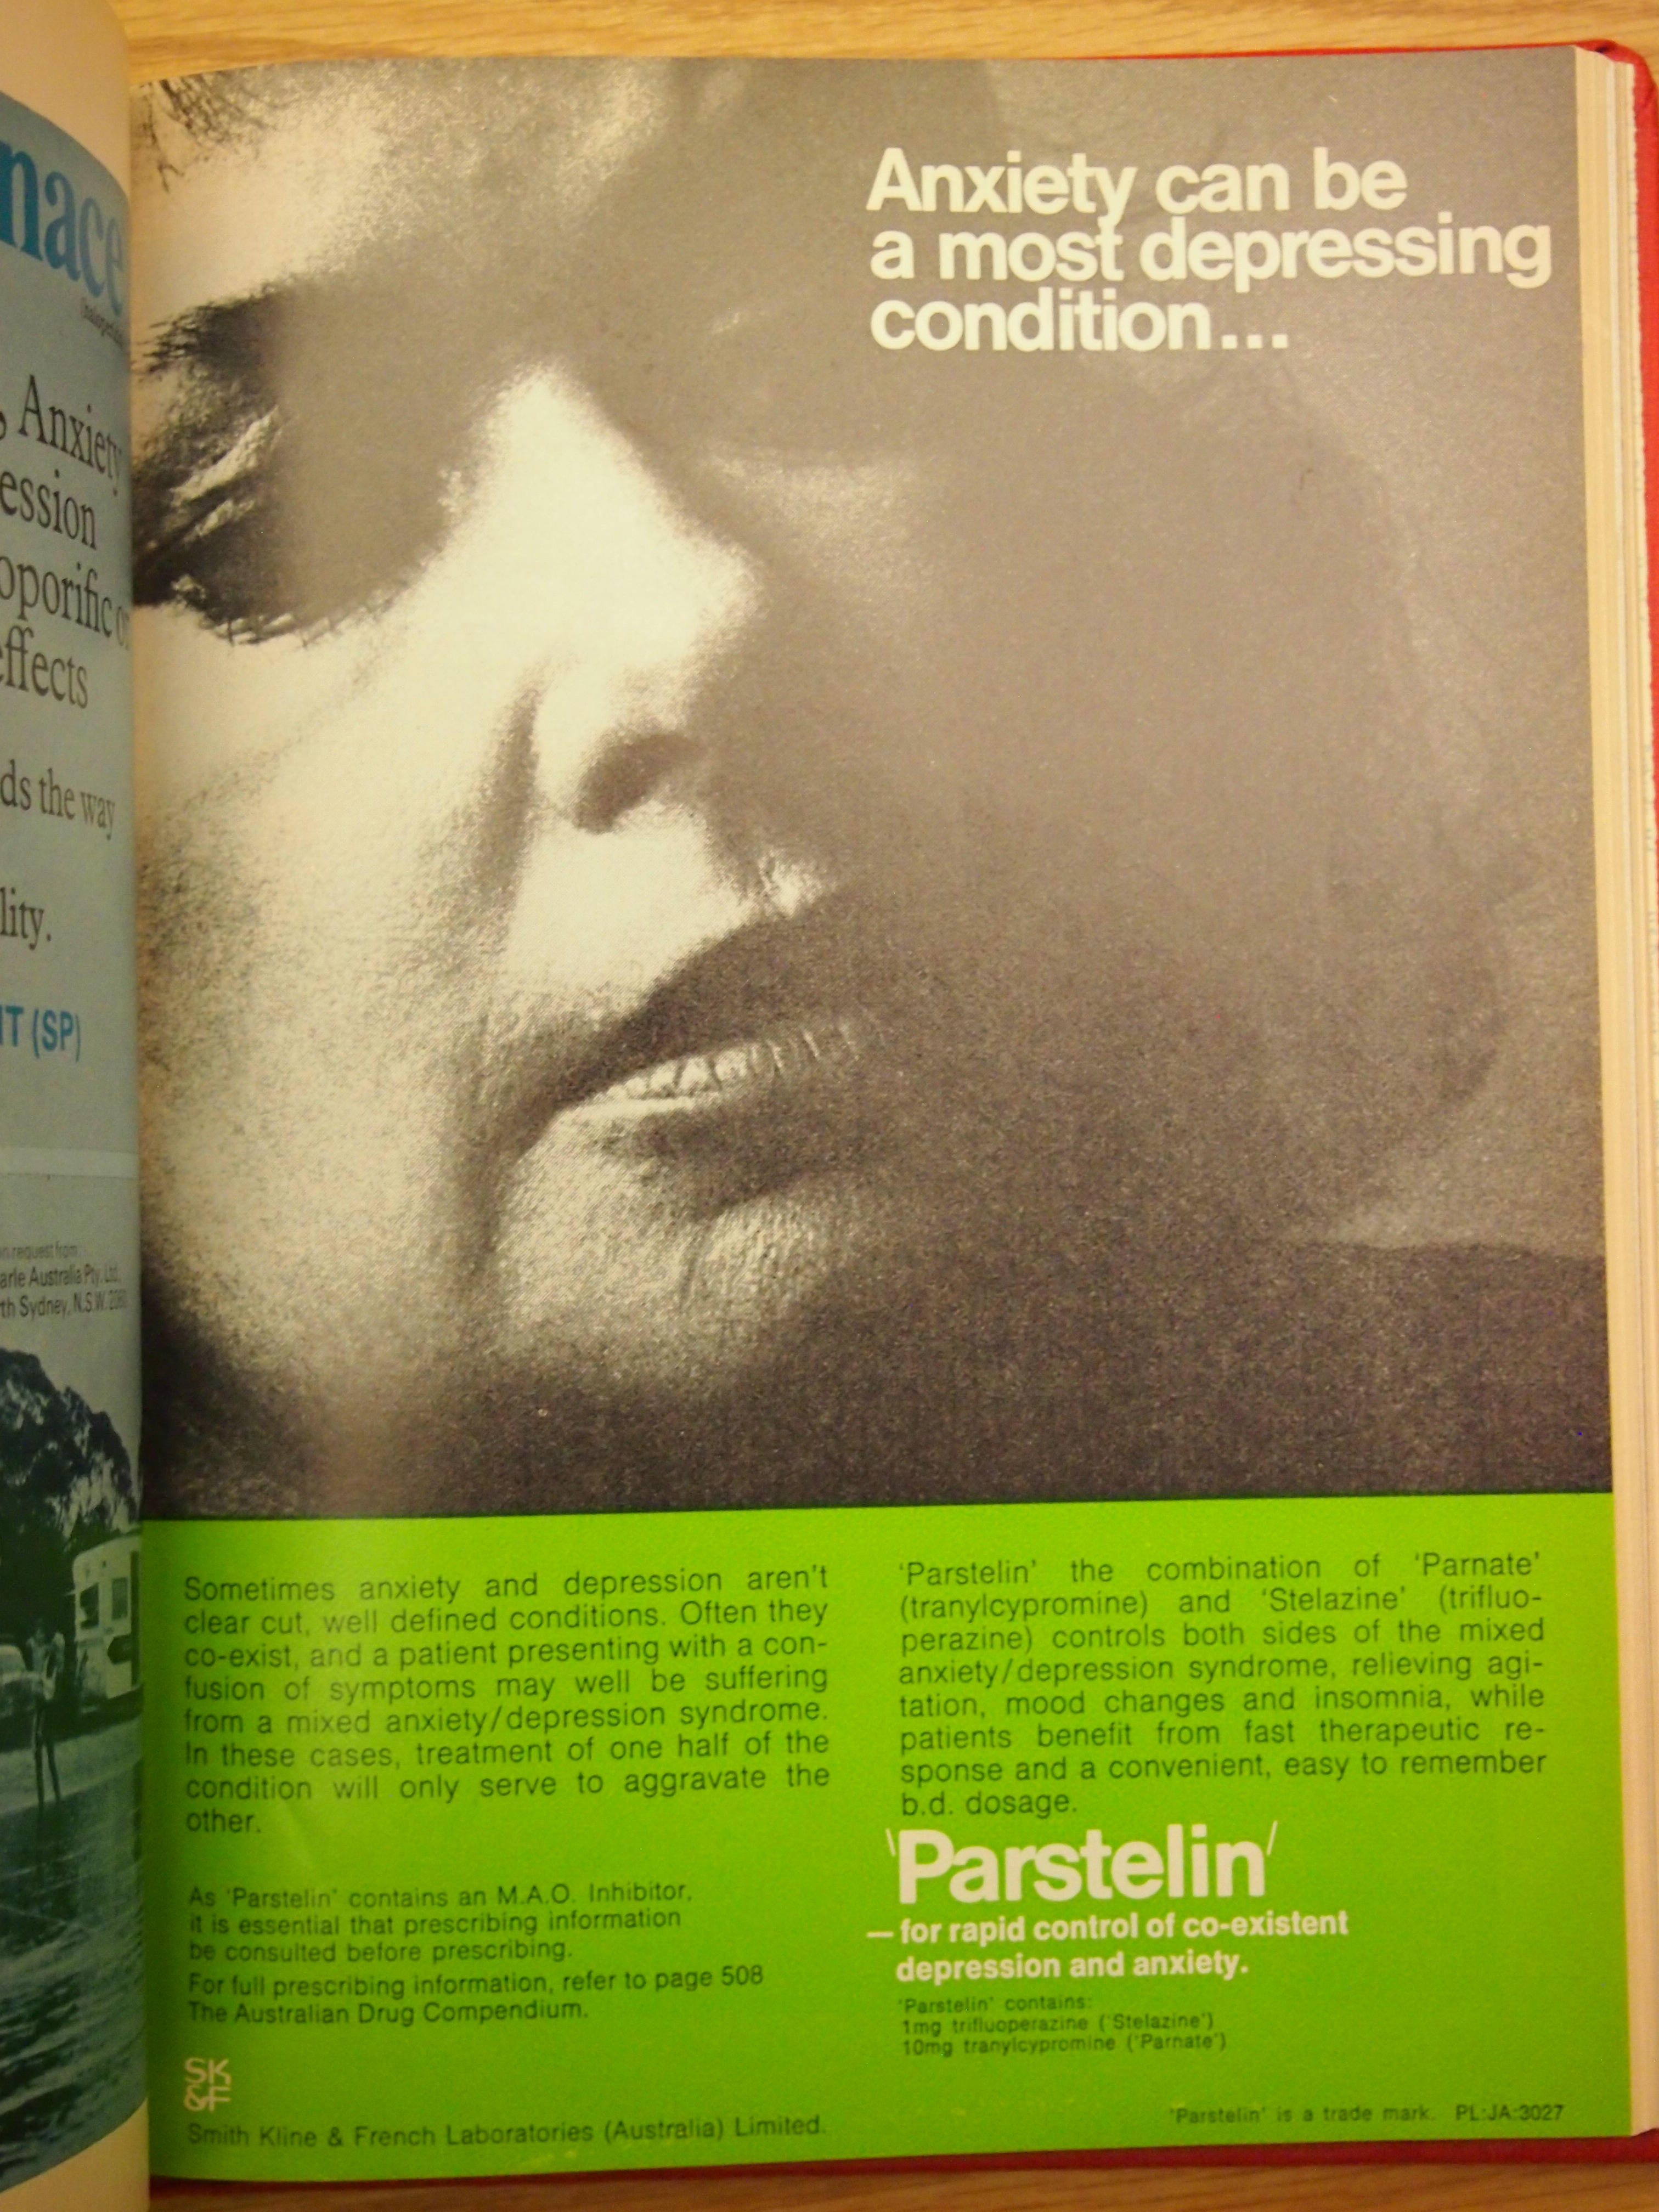 nace
Anxiety
ession
oporific
effects
ds the way
lity.
IT (SP)
n request from
arle Australia Pty. Ltd.,
th Sydney, N.S.W.
Anxiety can be
a most depressing
condition...
Sometimes anxiety and depression aren't
clear cut, well defined conditions. Often they
co-exist, and a patient presenting with a con-
fusion of symptoms may well be suffering
from a mixed anxiety/depression syndrome.
In these cases, treatment of one half of the
condition will only serve to aggravate the
other.
As 'Parstelin' contains an M.A.O. Inhibitor,
it is essential that prescribing information
be consulted before prescribing.
For full prescribing information, refer to page 508
The Australian Drug Compendium.
SK
&F
Smith Kline & French Laboratories (Australia) Limited.
'Parstelin' the combination of 'Parnate'
(tranylcypromine) and 'Stelazine' (trifluo-
perazine) controls both sides of the mixed
anxiety/depression syndrome, relieving agi-
tation, mood changes and insomnia, while
patients benefit from fast therapeutic re-
sponse and a convenient, easy to remember
b.d. dosage.
'Parstelin'
— for rapid control of co-existent
depression and anxiety.
'Parstelin' contains:
1mg trifluoperazine ('Stelazine')
10mg tranylcypromine ('Parnate')
'Parstelin' is a trade mark. PL:JA:3027